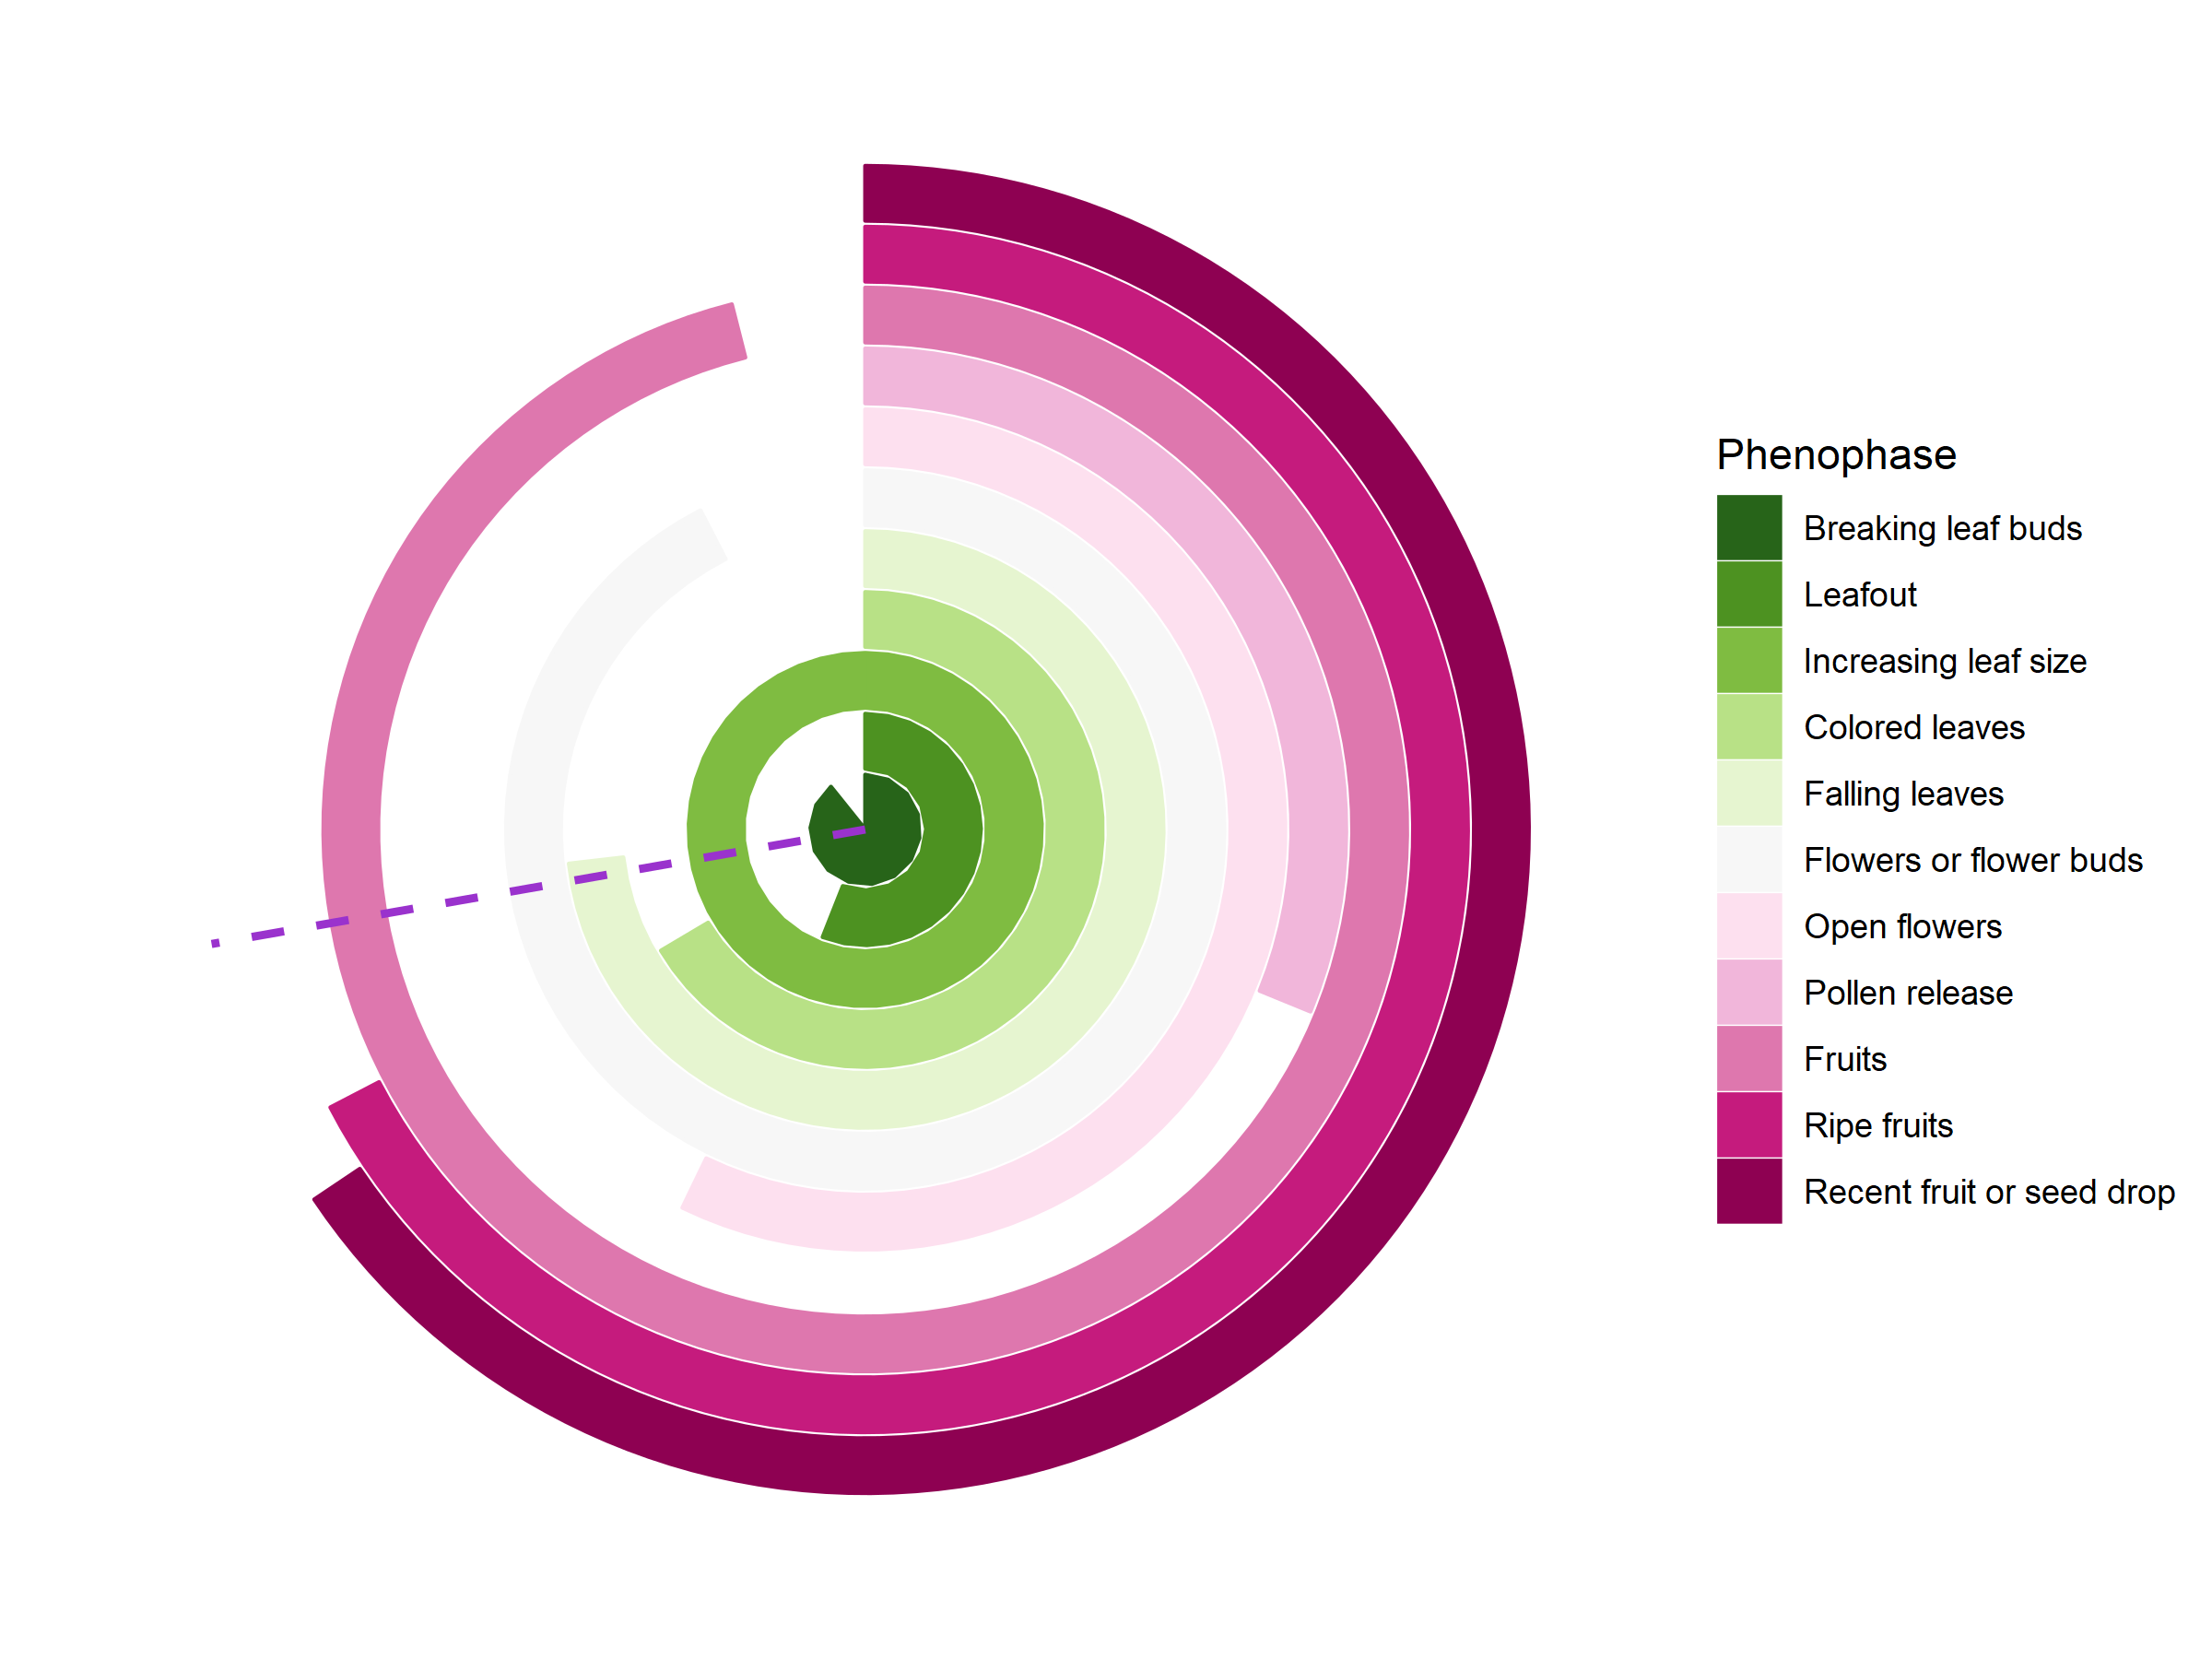 Phenophase
Breaking leaf buds
Leafout
Increasing leaf size
Colored leaves
Falling leaves
Flowers or flower buds
Open flowers
Pollen release
Fruits
Ripe fruits
Recent fruit or seed drop